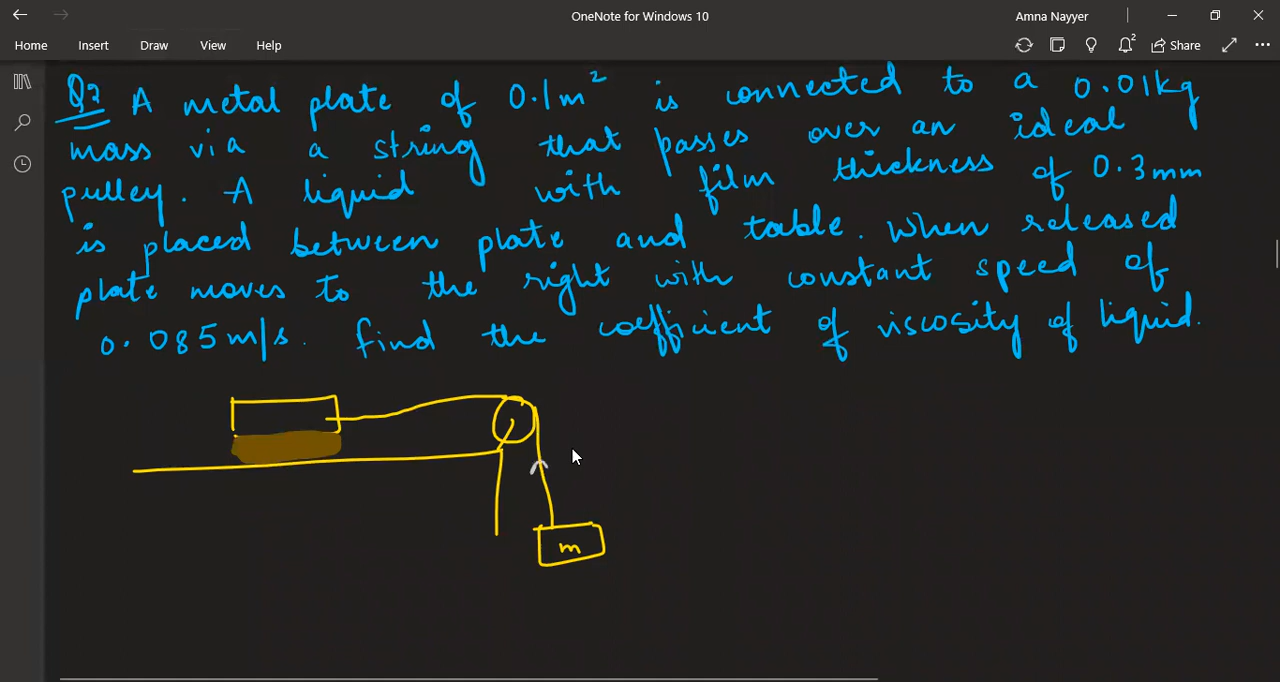 OneNote for Windows 10
Amna Nayyer
Home Insert Draw View Help
2
Share
Q2 A metal plate of 0.1m² is connected to a 0.01kg
mass via a string that passes over an ideal
pulley. A liquid with film thickness of 0.3mm
is placed between plate and table. When released
plate moves to the right with constant speed of
0.085m/s. find the coefficient of viscosity of liquid.
m